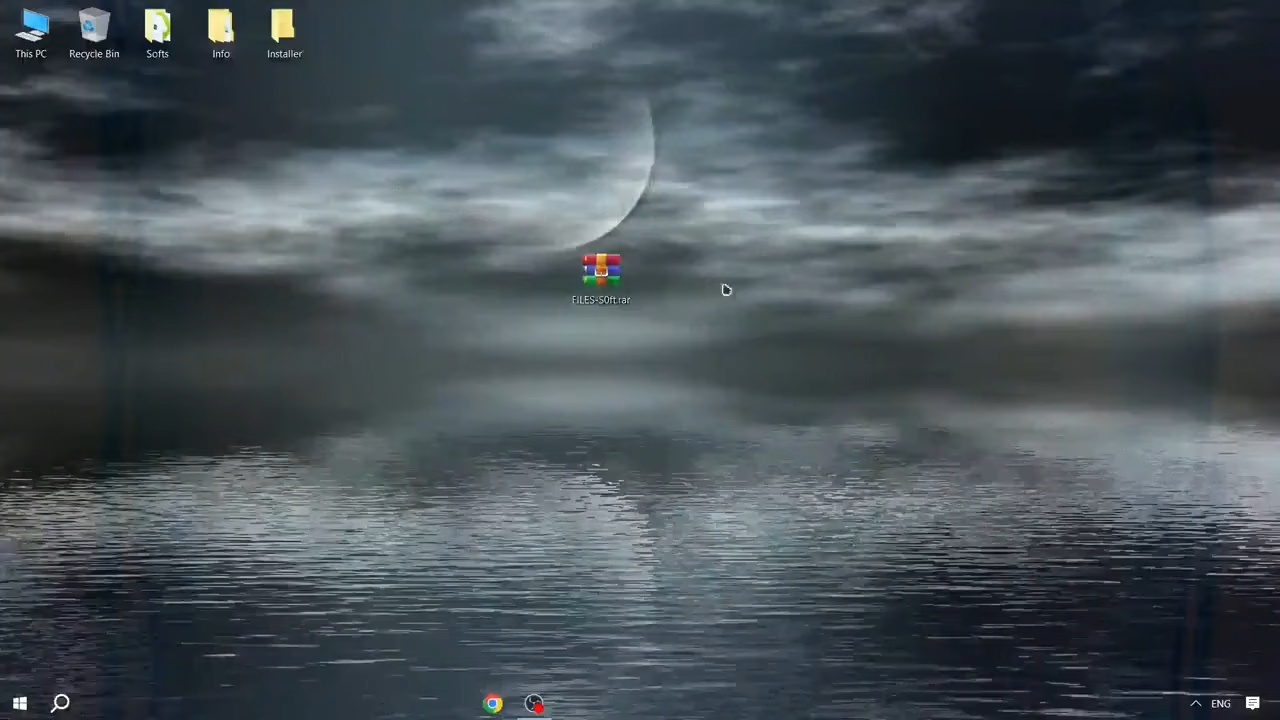 This PC
Recycle Bin
Softs
Info
Installer
FILES-S0ft.rar
ENG